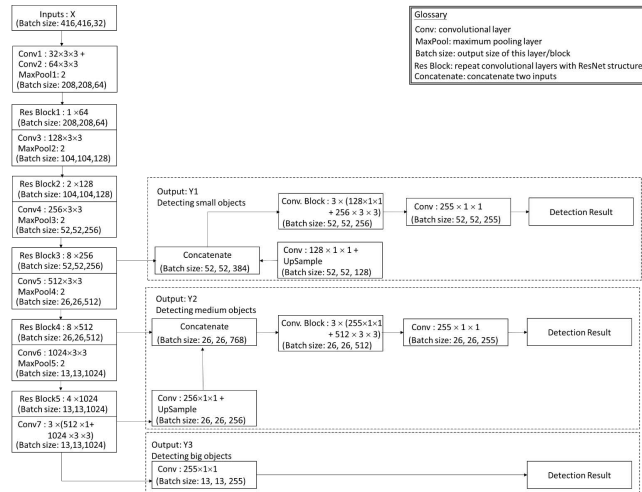 Inputs : X
(Batch size: 416,416,32)
Conv1 : 32×3×3 +
Conv2 : 64×3×3
MaxPool1: 2
(Batch size: 208,208,64)
Res Block1 : 1 ×64
(Batch size: 208,208,64)
Conv3 : 128×3×3
MaxPool2: 2
(Batch size: 104,104,128)
Res Block2 : 2 ×128
(Batch size: 104,104,128)
Conv4 : 256×3×3
MaxPool3: 2
(Batch size: 52,52,256)
Res Block3 : 8 ×256
(Batch size: 52,52,256)
Conv5 : 512×3×3
MaxPool4: 2
(Batch size: 26,26,512)
Res Block4 : 8 ×512
(Batch size: 26,26,512)
Conv6 : 1024×3×3
MaxPool5: 2
(Batch size: 13,13,1024)
Res Block5 : 4 ×1024
(Batch size: 13,13,1024)
Conv7 : 3 ×(512 ×1+
1024 ×3 ×3)
(Batch size: 13,13,1024)
Glossary
Conv: convolutional layer
MaxPool: maximum pooling layer
Batch size: output size of this layer/block
Res Block: repeat convolutional layers with ResNet structure
Concatenate: concatenate two inputs
Output: Y1
Detecting small objects
Conv. Block : 3 × (128×1×1
+ 256 × 3 × 3)
(Batch size: 52, 52, 256)
Conv : 255 × 1 × 1
(Batch size: 52, 52, 255)
Detection Result
Concatenate
(Batch size: 52, 52, 384)
Conv : 128 × 1 × 1 +
UpSample
(Batch size: 52, 52, 128)
Output: Y2
Detecting medium objects
Concatenate
(Batch size: 26, 26, 768)
Conv. Block : 3 × (255×1×1
+ 512 × 3 × 3)
(Batch size: 26, 26, 512)
Conv : 255 × 1 × 1
(Batch size: 26, 26, 255)
Detection Result
Conv : 256×1×1 +
UpSample
(Batch size: 26, 26, 256)
Output: Y3
Detecting big objects
Conv : 255×1×1
(Batch size: 13, 13, 255)
Detection Result